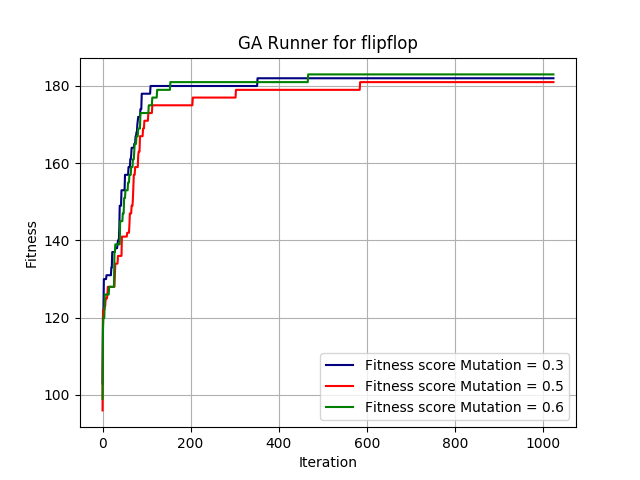 GA Runner for flipflop
Fitness
180
160
140
120
100
0 200 400 600 800 1000
Iteration
Fitness score Mutation = 0.3
Fitness score Mutation = 0.5
Fitness score Mutation = 0.6